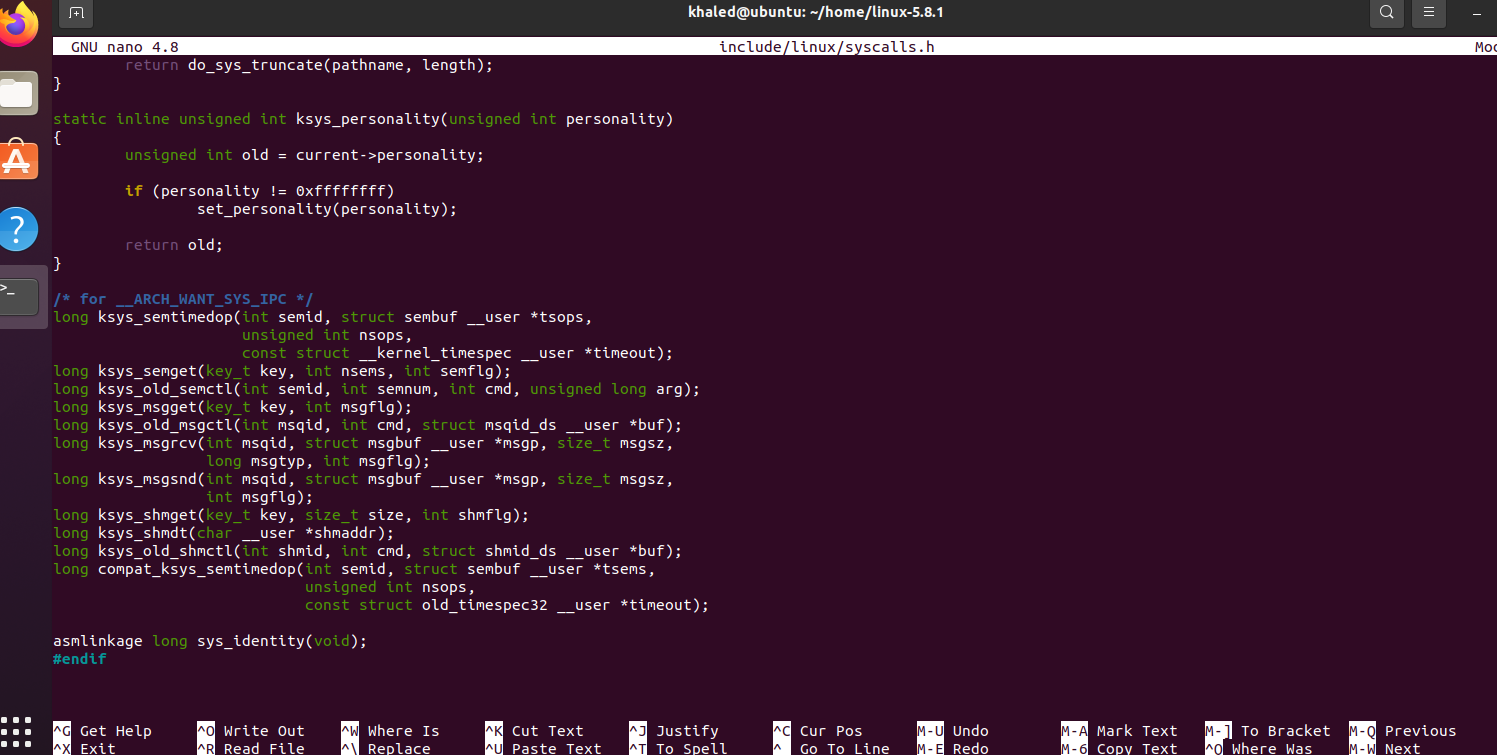 khaled@ubuntu: ~/home/linux-5.8.1
GNU nano 4.8 include/linux/syscalls.h
        return do_sys_truncate(pathname, length);
}

static inline unsigned int ksys_personality(unsigned int personality)
{
        unsigned int old = current->personality;

        if (personality != 0xffffffff)
                set_personality(personality);

        return old;
}

/* for __ARCH_WANT_SYS_IPC */
long ksys_semtimedop(int semid, struct sembuf __user *tsops,
                     unsigned int nsops,
                     const struct __kernel_timespec __user *timeout);
long ksys_semget(key_t key, int nsems, int semflg);
long ksys_old_semctl(int semid, int semnum, int cmd, unsigned long arg);
long ksys_msgget(key_t key, int msgflg);
long ksys_old_msgctl(int msqid, int cmd, struct msqid_ds __user *buf);
long ksys_msgrcv(int msqid, struct msgbuf __user *msgp, size_t msgsz,
                 long msgtyp, int msgflg);
long ksys_msgsnd(int msqid, struct msgbuf __user *msgp, size_t msgsz,
                 int msgflg);
long ksys_shmget(key_t key, size_t size, int shmflg);
long ksys_shmdt(char __user *shmaddr);
long ksys_old_shmctl(int shmid, int cmd, struct shmid_ds __user *buf);
long compat_ksys_semtimedop(int semid, struct sembuf __user *tsems,
                            unsigned int nsops,
                            const struct old_timespec32 __user *timeout);

asmlinkage long sys_identity(void);
#endif

^G Get Help ^O Write Out ^W Where Is ^K Cut Text ^J Justify ^C Cur Pos M-U Undo M-A Mark Text M-] To Bracket M-Q Previous
^X Exit ^R Read File ^\ Replace ^U Paste Text ^T To Spell ^_ Go To Line M-E Redo M-6 Copy Text ^Q Where Was M-W Next